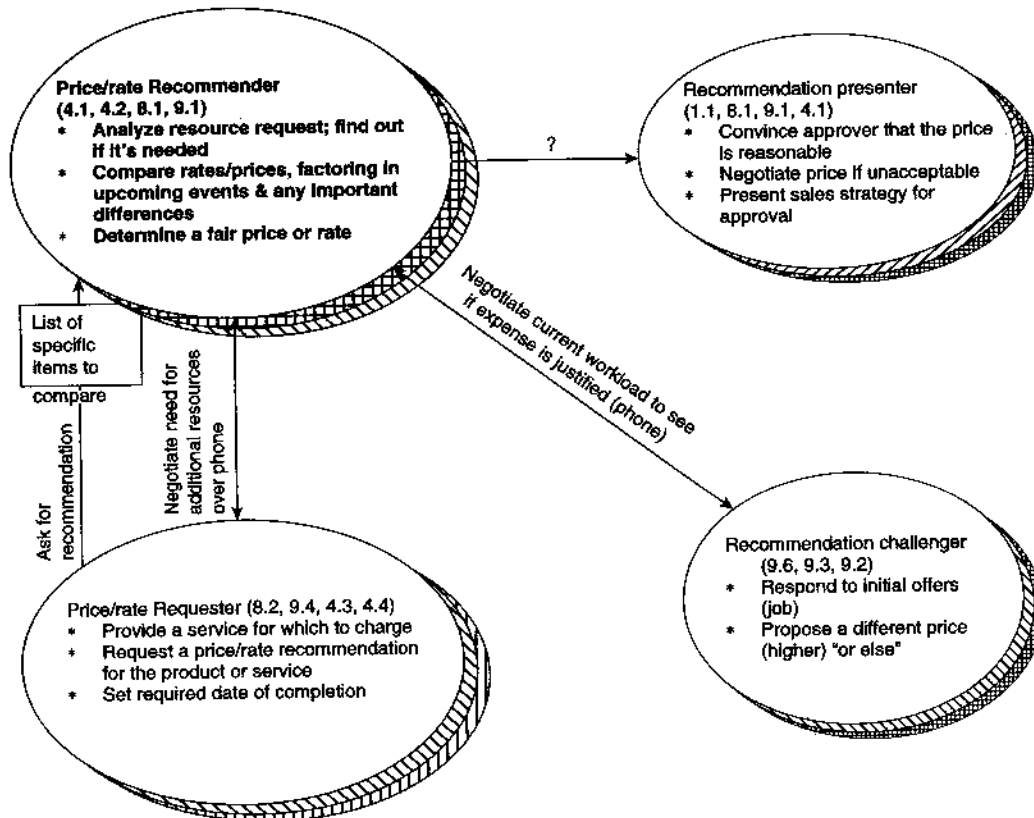 Price/rate Recommender
(4.1, 4.2, 8.1, 9.1)
* Analyze resource request; find out
if it's needed
* Compare rates/prices, factoring in
upcoming events & any important
differences
* Determine a fair price or rate
?
Recommendation presenter
(1.1, 8.1, 9.1, 4.1)
* Convince approver that the price
is reasonable
* Negotiate price if unacceptable
* Present sales strategy for
approval
List of
specific
items to
compare
Ask for
recommendation
Negotiate need for
additional resources
over phone
Negotiate current workload to see
if expense is justified (phone)
Price/rate Requester (8.2, 9.4, 4.3, 4.4)
* Provide a service for which to charge
* Request a price/rate recommendation
for the product or service
* Set required date of completion
Recommendation challenger
(9.6, 9.3, 9.2)
* Respond to initial offers
(job)
* Propose a different price
(higher) "or else"